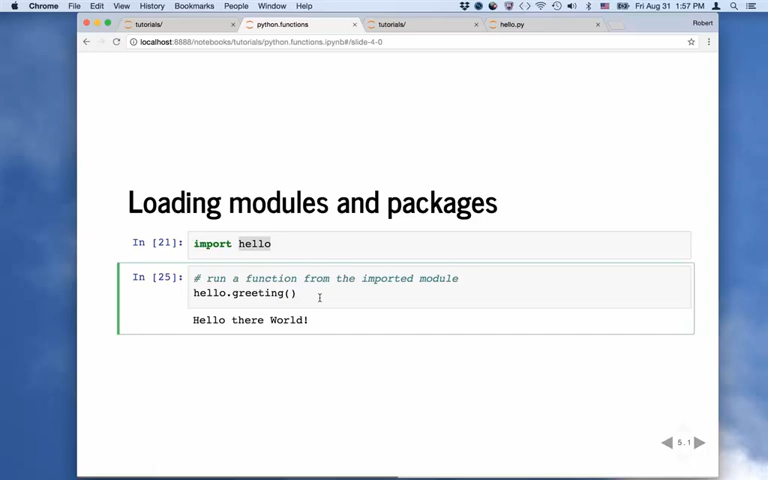 Chrome File Edit View History Bookmarks People Window Help Fri Aug 31 1:57 PM
tutorials/ python.functions tutorials/ hello.py Robert
localhost:8888/notebooks/tutorials/python.functions.ipynb#/slide-4-0
Loading modules and packages
In [21]: import hello
In [25]: # run a function from the imported module
hello.greeting()
Hello there World!
5.1